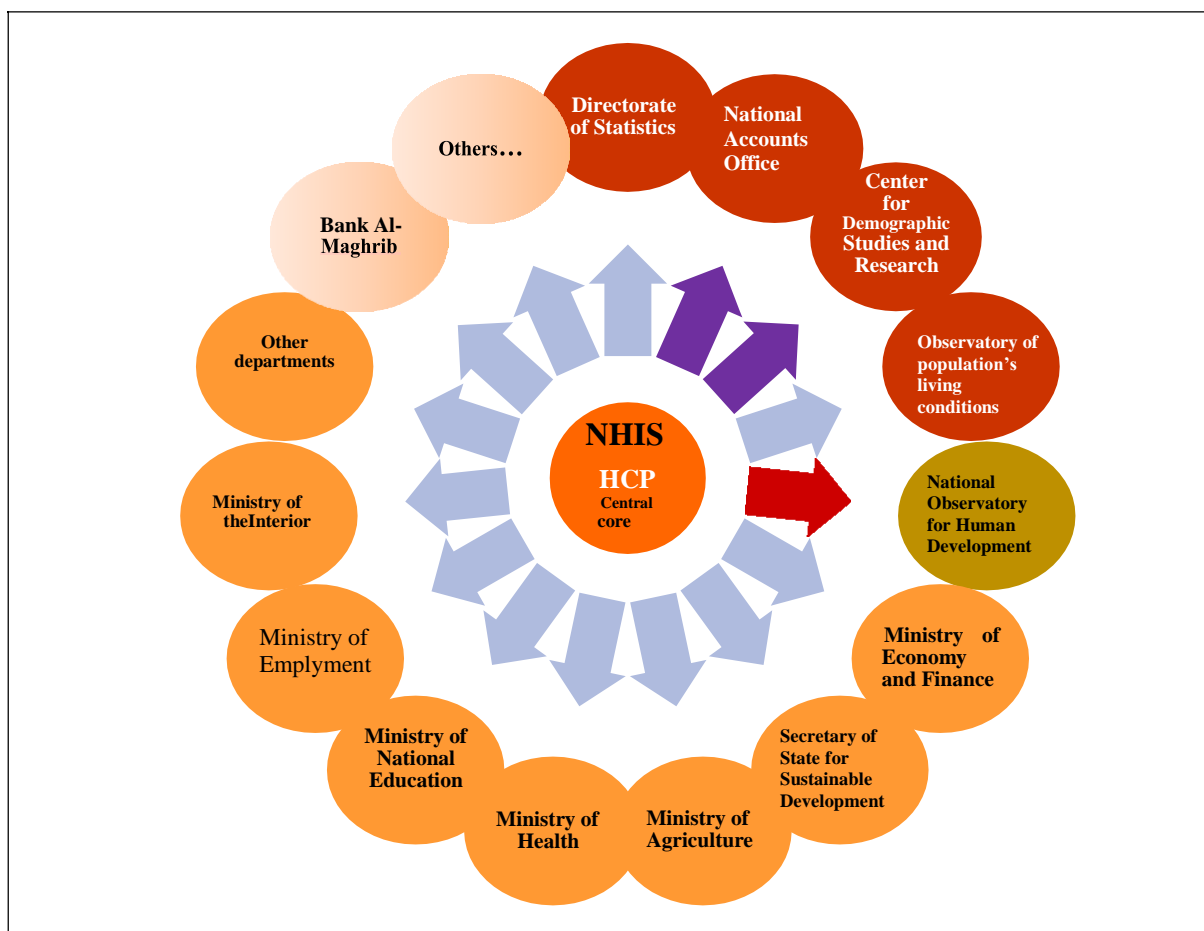 Directorate
of Statistics
National
Accounts
Office
Center
for
Demographic
Studies and
Research
Observatory of
population’s
living
conditions
National
Observatory
for Human
Development
Ministry of
Economy
and Finance
Secretary of
State for
Sustainable
Development
Ministry of
Agriculture
Ministry of
Health
Ministry of
National
Education
Ministry of
Emplyment
Ministry of
theInterior
Other
departments
Bank Al-
Maghrib
Others…
NHIS
HCP
Central
core